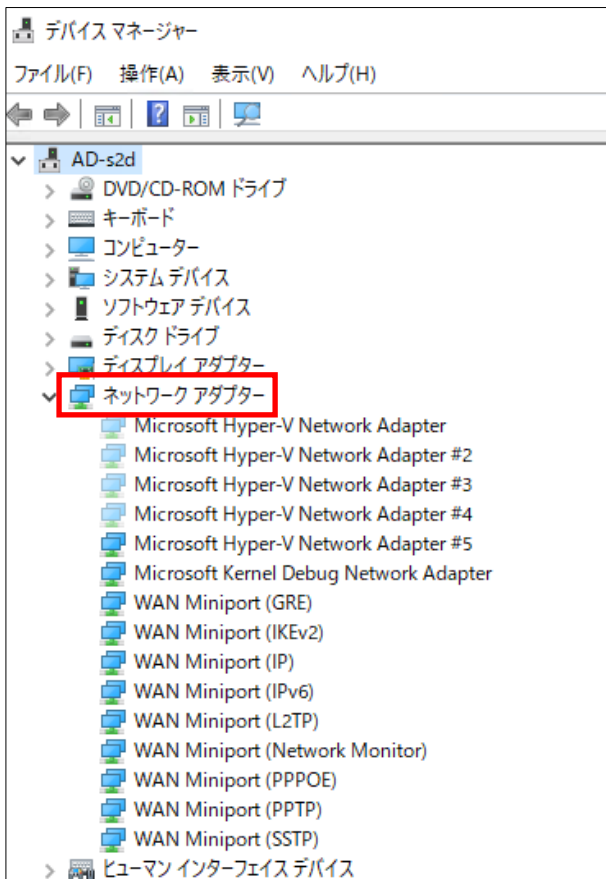 デバイス マネージャー
ファイル(F) 操作(A) 表示(V) ヘルプ(H)
AD-s2d
DVD/CD-ROM ドライブ
キーボード
コンピューター
システム デバイス
ソフトウェア デバイス
ディスク ドライブ
ディスプレイ アダプター
ネットワーク アダプター
Microsoft Hyper-V Network Adapter
Microsoft Hyper-V Network Adapter #2
Microsoft Hyper-V Network Adapter #3
Microsoft Hyper-V Network Adapter #4
Microsoft Hyper-V Network Adapter #5
Microsoft Kernel Debug Network Adapter
WAN Miniport (GRE)
WAN Miniport (IKEv2)
WAN Miniport (IP)
WAN Miniport (IPv6)
WAN Miniport (L2TP)
WAN Miniport (Network Monitor)
WAN Miniport (PPPOE)
WAN Miniport (PPTP)
WAN Miniport (SSTP)
ヒューマン インターフェイス デバイス